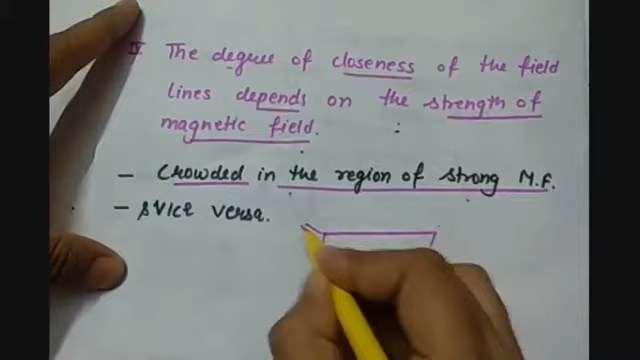 IV The degree of closeness of the field
lines depends on the strength of
magnetic field.
- Crowded in the region of strong M.F.
- vice versa.